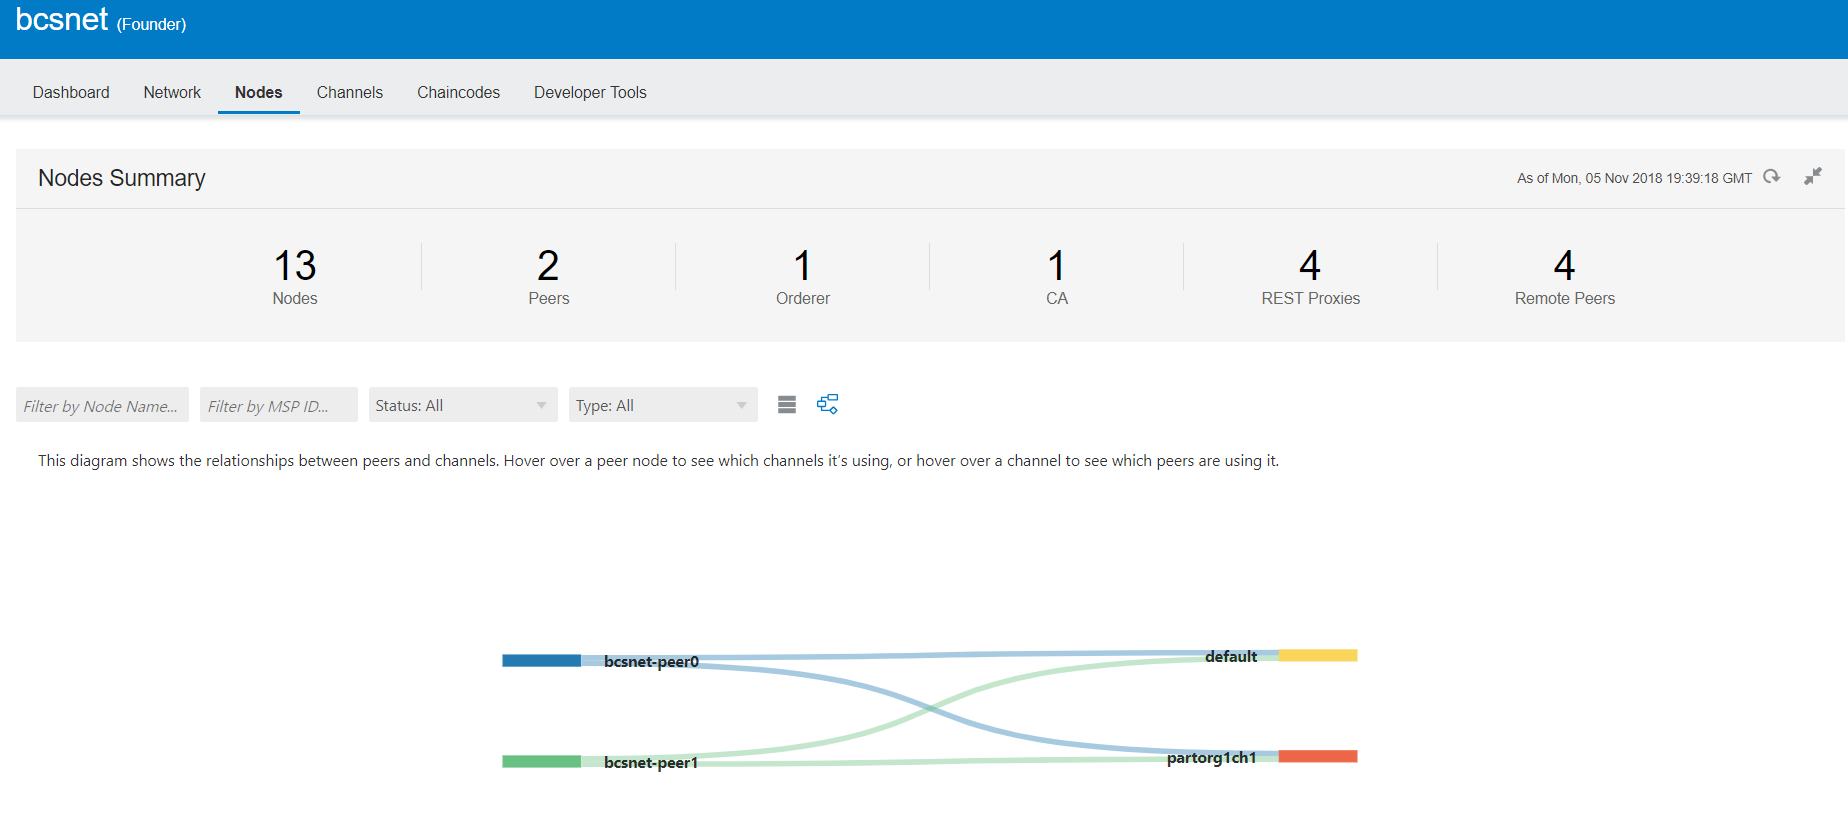 bcsnet (Founder)
Dashboard Network Nodes Channels Chaincodes Developer Tools
Nodes Summary
As of Mon, 05 Nov 2018 19:39:18 GMT
13 2 1 1 4 4
Nodes Peers Orderer CA REST Proxies Remote Peers
Filter by Node Name... Filter by MSP ID... Status: All Type: All
This diagram shows the relationships between peers and channels. Hover over a peer node to see which channels it's using, or hover over a channel to see which peers are using it.
bcsnet-peer0 default
bcsnet-peer1 partorg1ch1